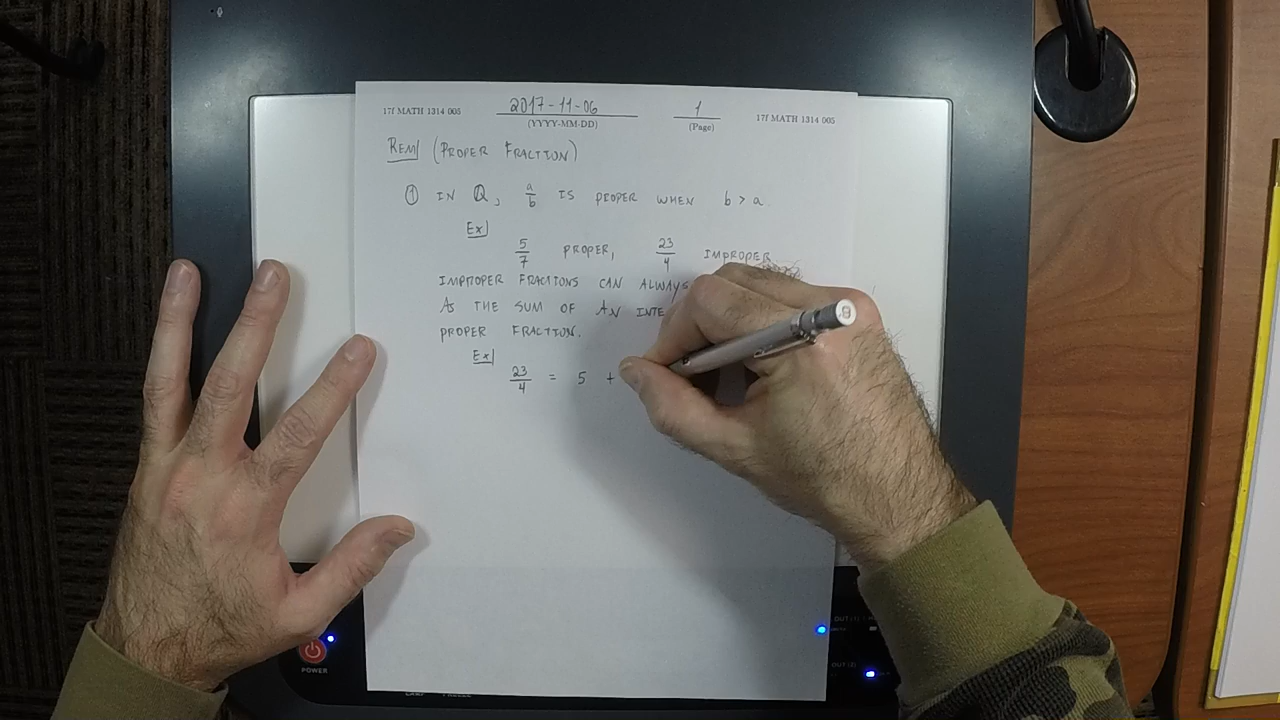 17f MATH 1314 005 2017-11-06 1 17f MATH 1314 005
(YYYY-MM-DD) (Page)
REM (PROPER FRACTION)
① IN ℚ, a/b IS PROPER WHEN b > a
Ex
5/7 PROPER, 23/4 IMPROPER
IMPROPER FRACTIONS CAN ALWAYS
AS THE SUM OF AN INTE
PROPER FRACTION.
Ex
23/4 = 5 +
POWER